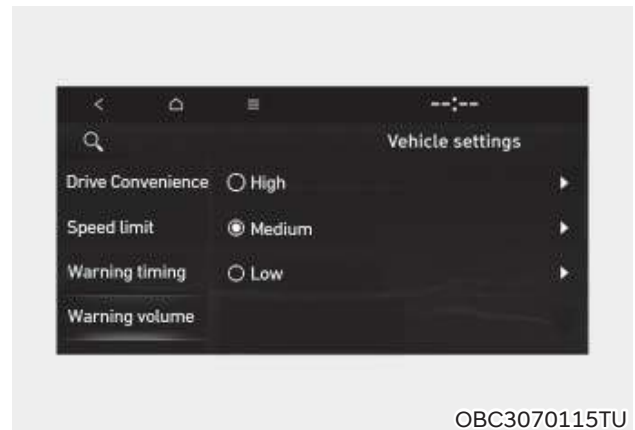 --:--
Vehicle settings
Drive Convenience
High
Speed limit
Medium
Warning timing
Low
Warning volume
OBC3070115TU